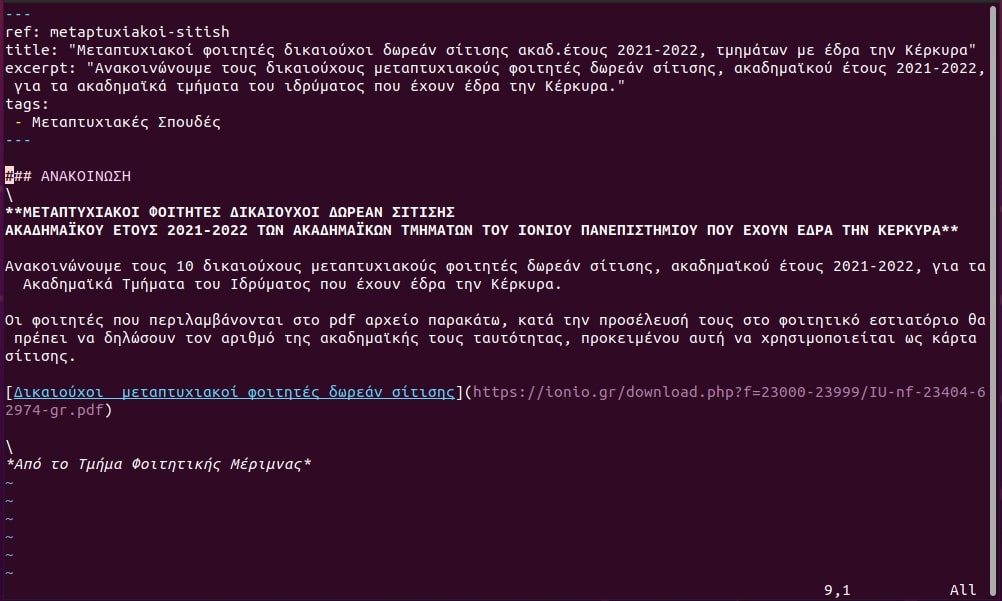 ---
ref: metaptuxiakoi-sitish
title: "Μεταπτυχιακοί φοιτητές δικαιούχοι δωρεάν σίτισης ακαδ.έτους 2021-2022, τμημάτων με έδρα την Κέρκυρα"
excerpt: "Ανακοινώνουμε τους δικαιούχους μεταπτυχιακούς φοιτητές δωρεάν σίτισης, ακαδημαϊκού έτους 2021-2022,
για τα ακαδημαϊκά τμήματα του ιδρύματος που έχουν έδρα την Κέρκυρα."
tags:
 - Μεταπτυχιακές Σπουδές
---
### ΑΝΑΚΟΙΝΩΣΗ
\
**ΜΕΤΑΠΤΥΧΙΑΚΟΙ ΦΟΙΤΗΤΕΣ ΔΙΚΑΙΟΥΧΟΙ ΔΩΡΕΑΝ ΣΙΤΙΣΗΣ
ΑΚΑΔΗΜΑΪΚΟΥ ΕΤΟΥΣ 2021-2022 ΤΩΝ ΑΚΑΔΗΜΑΪΚΩΝ ΤΜΗΜΑΤΩΝ ΤΟΥ ΙΟΝΙΟΥ ΠΑΝΕΠΙΣΤΗΜΙΟΥ ΠΟΥ ΕΧΟΥΝ ΕΔΡΑ ΤΗΝ ΚΕΡΚΥΡΑ**
Ανακοινώνουμε τους 10 δικαιούχους μεταπτυχιακούς φοιτητές δωρεάν σίτισης, ακαδημαϊκού έτους 2021-2022, για τα
Ακαδημαϊκά Τμήματα του Ιδρύματος που έχουν έδρα την Κέρκυρα.
Οι φοιτητές που περιλαμβάνονται στο pdf αρχείο παρακάτω, κατά την προσέλευσή τους στο φοιτητικό εστιατόριο θα
πρέπει να δηλώσουν τον αριθμό της ακαδημαϊκής τους ταυτότητας, προκειμένου αυτή να χρησιμοποιείται ως κάρτα
σίτισης.
[Δικαιούχοι  μεταπτυχιακοί φοιτητές δωρεάν σίτισης](https://ionio.gr/download.php?f=23000-23999/IU-nf-23404-6
2974-gr.pdf)
\
*Από το Τμήμα Φοιτητικής Μέριμνας*
~
~
~
~
~
~
9,1 All